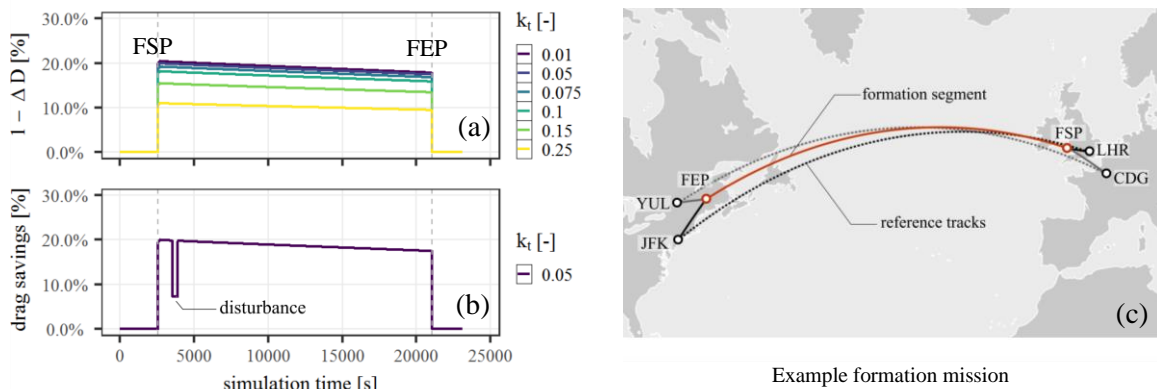 30.0%
20.0%
10.0%
0.0%
1 − Δ D [%]
FSP
FEP
(a)
k_t [-]
0.01
0.05
0.075
0.1
0.15
0.25
30.0%
20.0%
10.0%
0.0%
drag savings [%]
disturbance
(b)
k_t [-]
0.05
0
5000
10000
15000
20000
25000
simulation time [s]
formation segment
FSP
LHR
CDG
FEP
YUL
JFK
reference tracks
(c)
Example formation mission